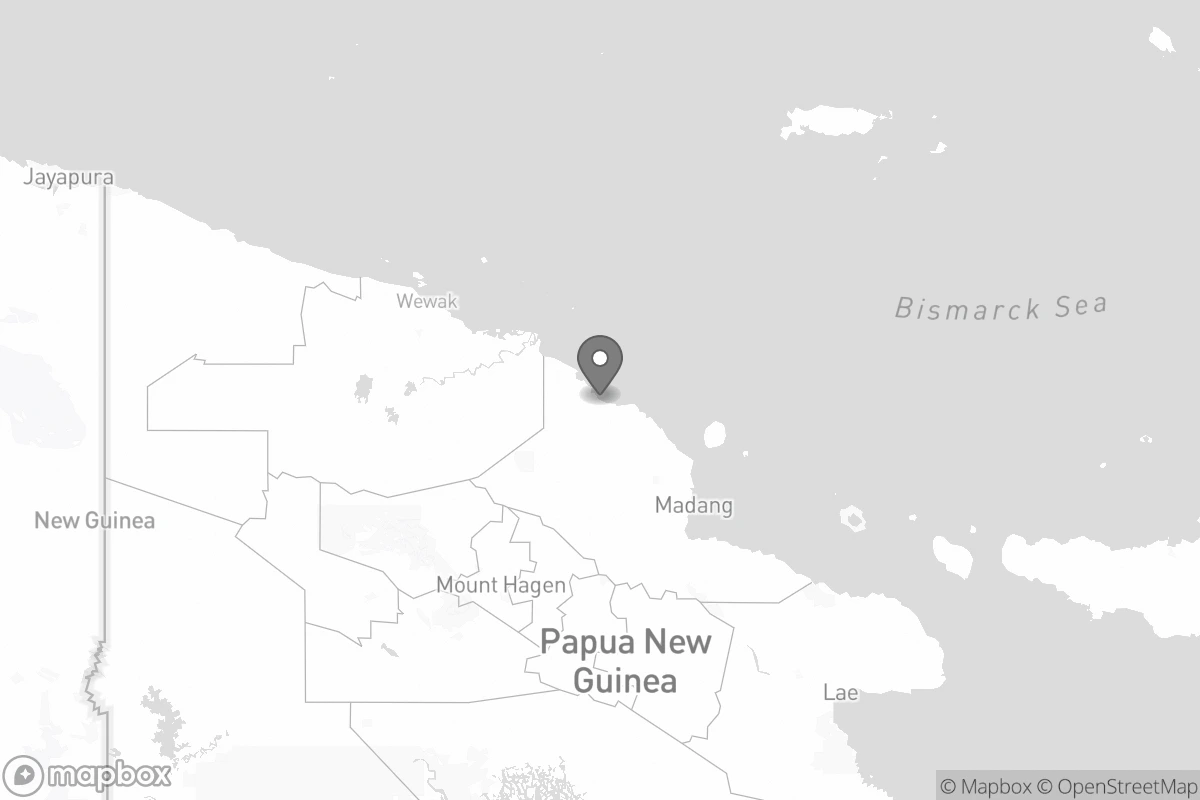 Jayapura
Wewak
Bismarck Sea
Madang
New Guinea
Mount Hagen
Papua New
Guinea
Lae
mapbox
© Mapbox © OpenStreetMap